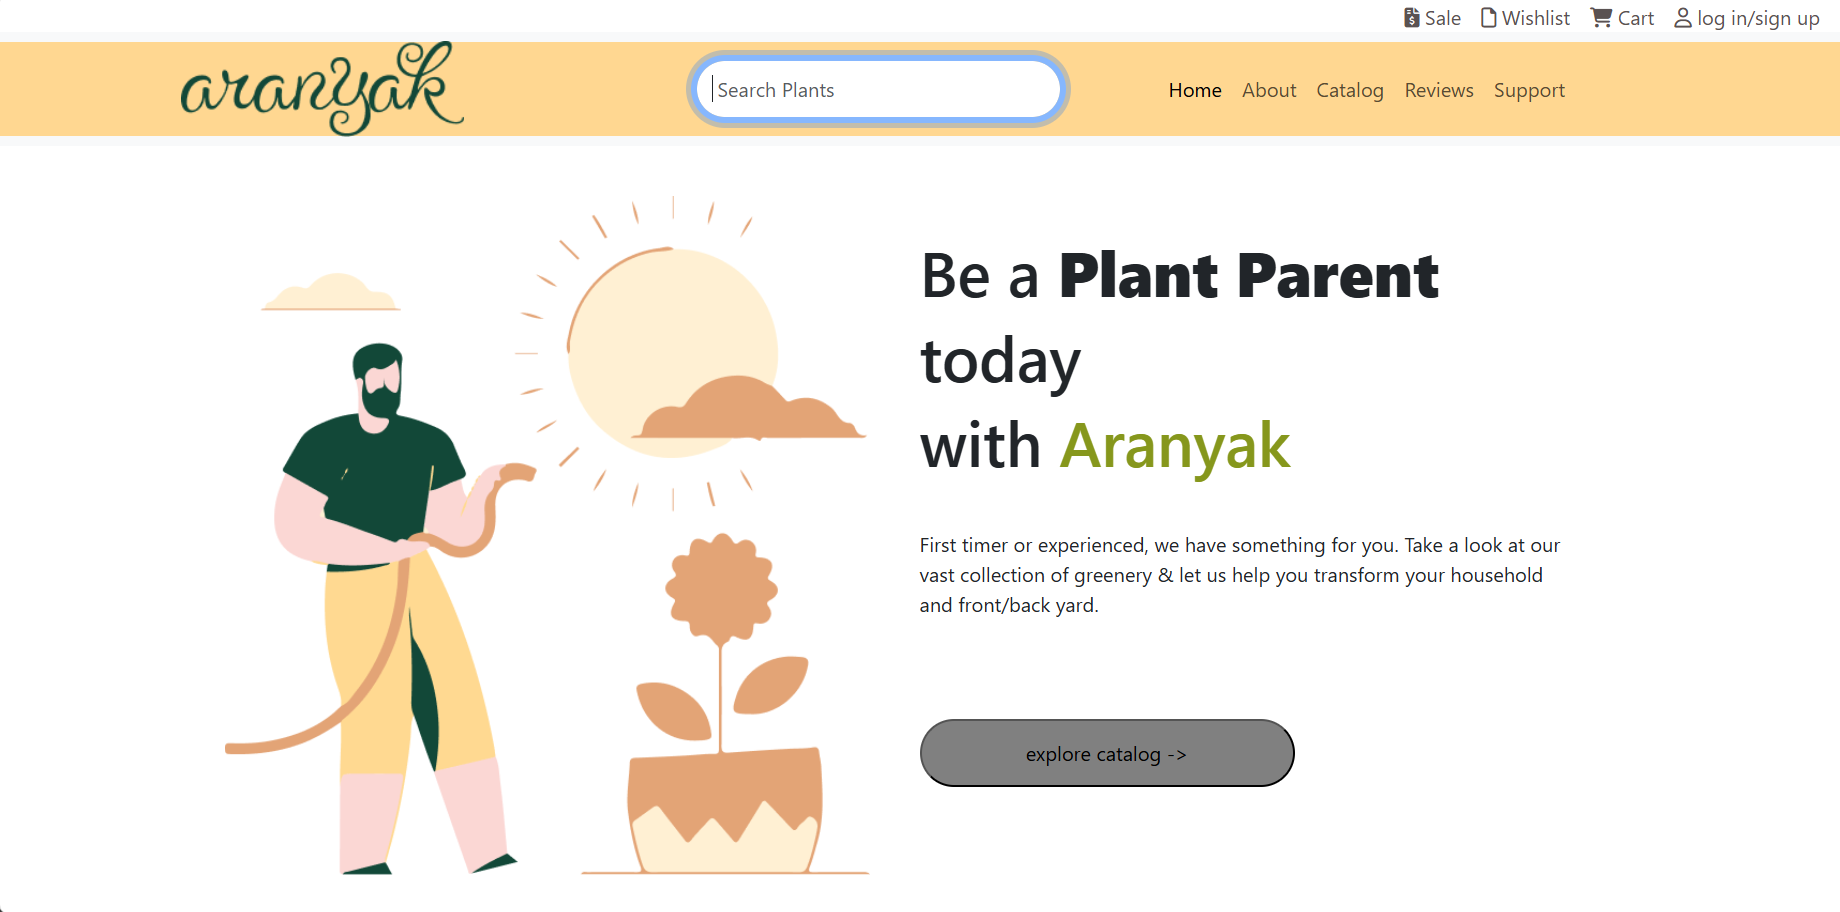 Sale Wishlist Cart log in/sign up
aranyak
Search Plants
Home About Catalog Reviews Support
Be a Plant Parent
today
with Aranyak
First timer or experienced, we have something for you. Take a look at our
vast collection of greenery & let us help you transform your household
and front/back yard.
explore catalog ->